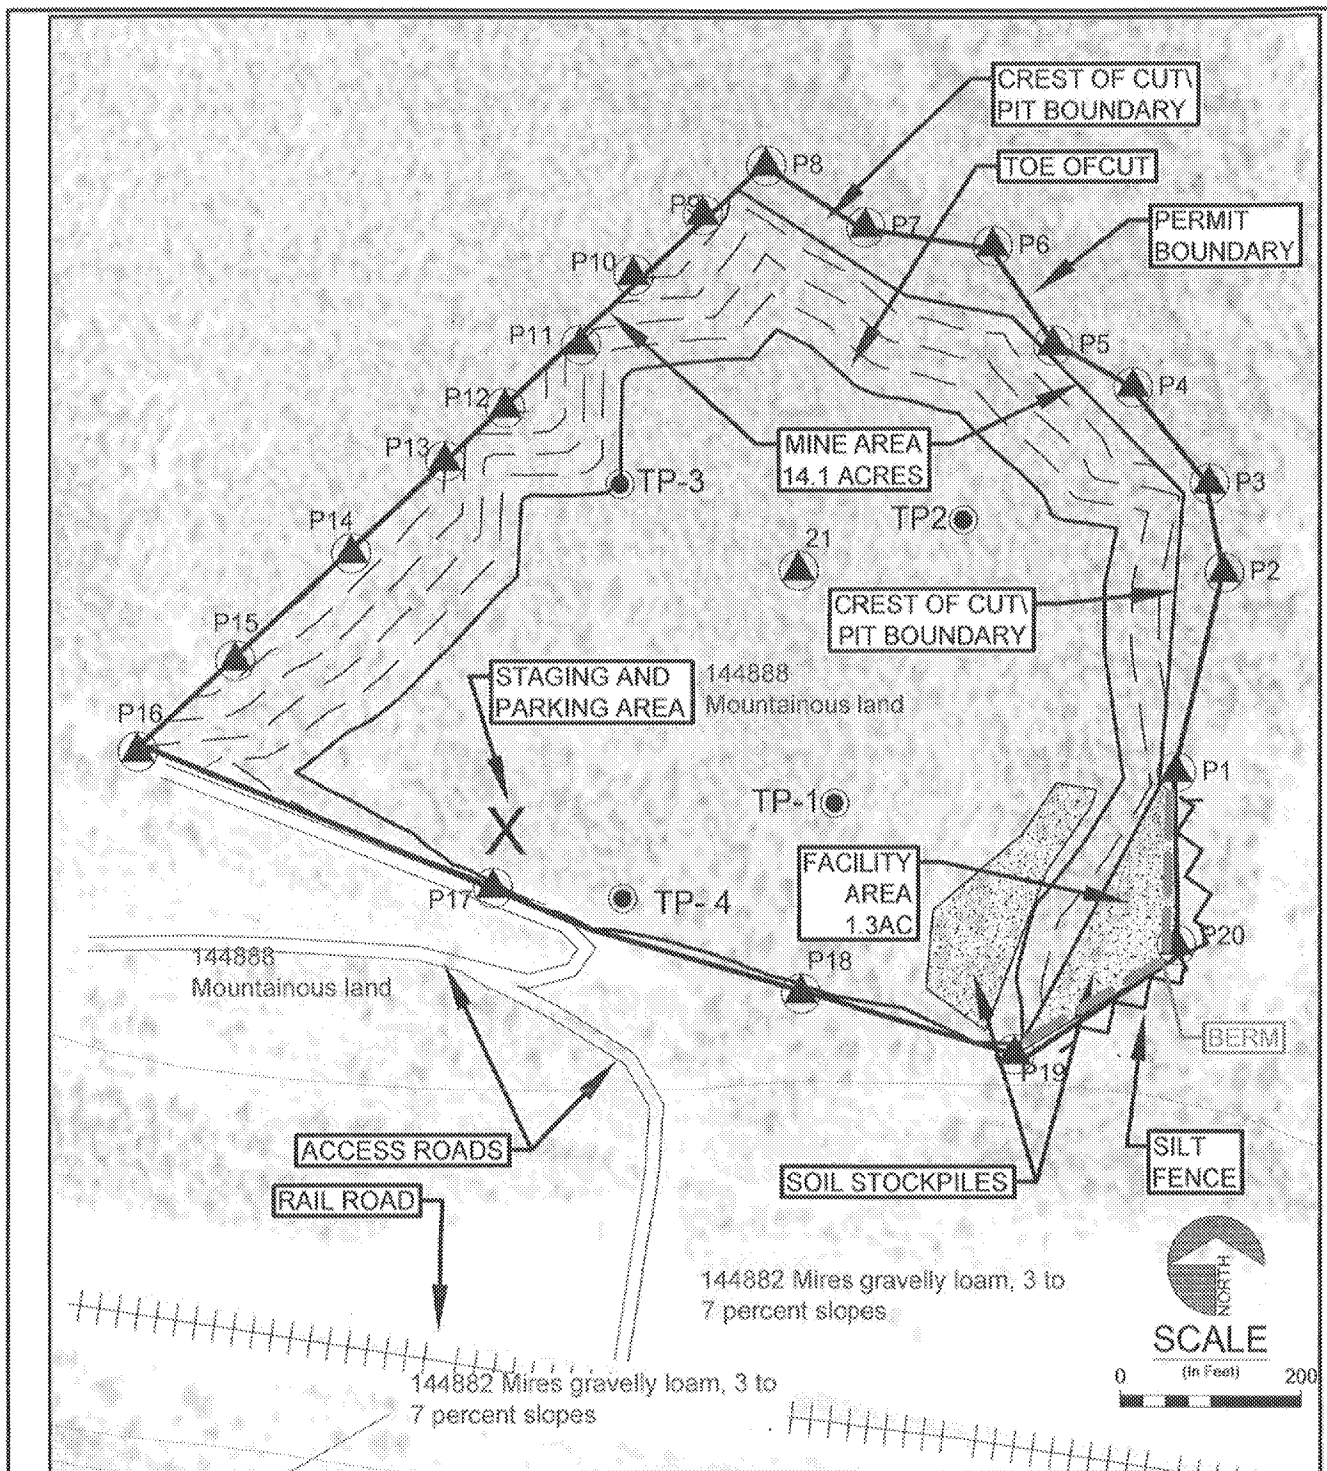 CREST OF CUT\
PIT BOUNDARY
P8
TOE OFCUT
P9
P7
PERMIT
BOUNDARY
P6
P10
P11
P5
P4
P12
P13
MINE AREA
14.1 ACRES
TP-3
P3
P14
TP2
21
P2
CREST OF CUT\
PIT BOUNDARY
P15
STAGING AND
PARKING AREA
144888
Mountainous land
P16
P1
TP-1
X
FACILITY
AREA
1.3AC
P17
TP- 4
P20
144888
Mountainous land
P18
BERM
P19
ACCESS ROADS
SILT
FENCE
SOIL STOCKPILES
RAIL ROAD
144882 Mires gravelly loam, 3 to
7 percent slopes
NORTH
SCALE
(In Feet)
0 200
144882 Mires gravelly loam, 3 to
7 percent slopes